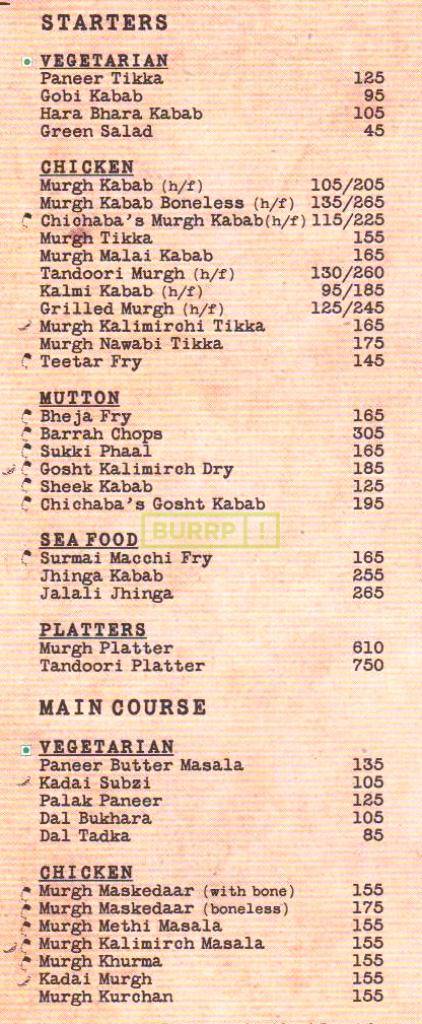 STARTERS
VEGETARIAN
Paneer Tikka 125
Gobi Kabab 95
Hara Bhara Kabab 105
Green Salad 45
CHICKEN
Murgh Kabab (h/f) 105/205
Murgh Kabab Boneless (h/f) 135/265
Chichaba's Murgh Kabab(h/f) 115/225
Murgh Tikka 155
Murgh Malai Kabab 165
Tandoori Murgh (h/f) 130/260
Kalmi Kabab (h/f) 95/185
Grilled Murgh (h/f) 125/245
Murgh Kalimirchi Tikka 165
Murgh Nawabi Tikka 175
Teetar Fry 145
MUTTON
Bheja Fry 165
Barrah Chops 305
Sukki Phaal 165
Gosht Kalimirch Dry 185
Sheek Kabab 125
Chichaba's Gosht Kabab 195
BURRP!
SEA FOOD
Surmai Macchi Fry 165
Jhinga Kabab 255
Jalali Jhinga 265
PLATTERS
Murgh Platter 610
Tandoori Platter 750
MAIN COURSE
VEGETARIAN
Paneer Butter Masala 135
Kadai Subzi 105
Palak Paneer 125
Dal Bukhara 105
Dal Tadka 85
CHICKEN
Murgh Maskedaar (with bone) 155
Murgh Maskedaar (boneless) 175
Murgh Methi Masala 155
Murgh Kalimirch Masala 155
Murgh Khurma 155
Kadai Murgh 155
Murgh Kurchan 155